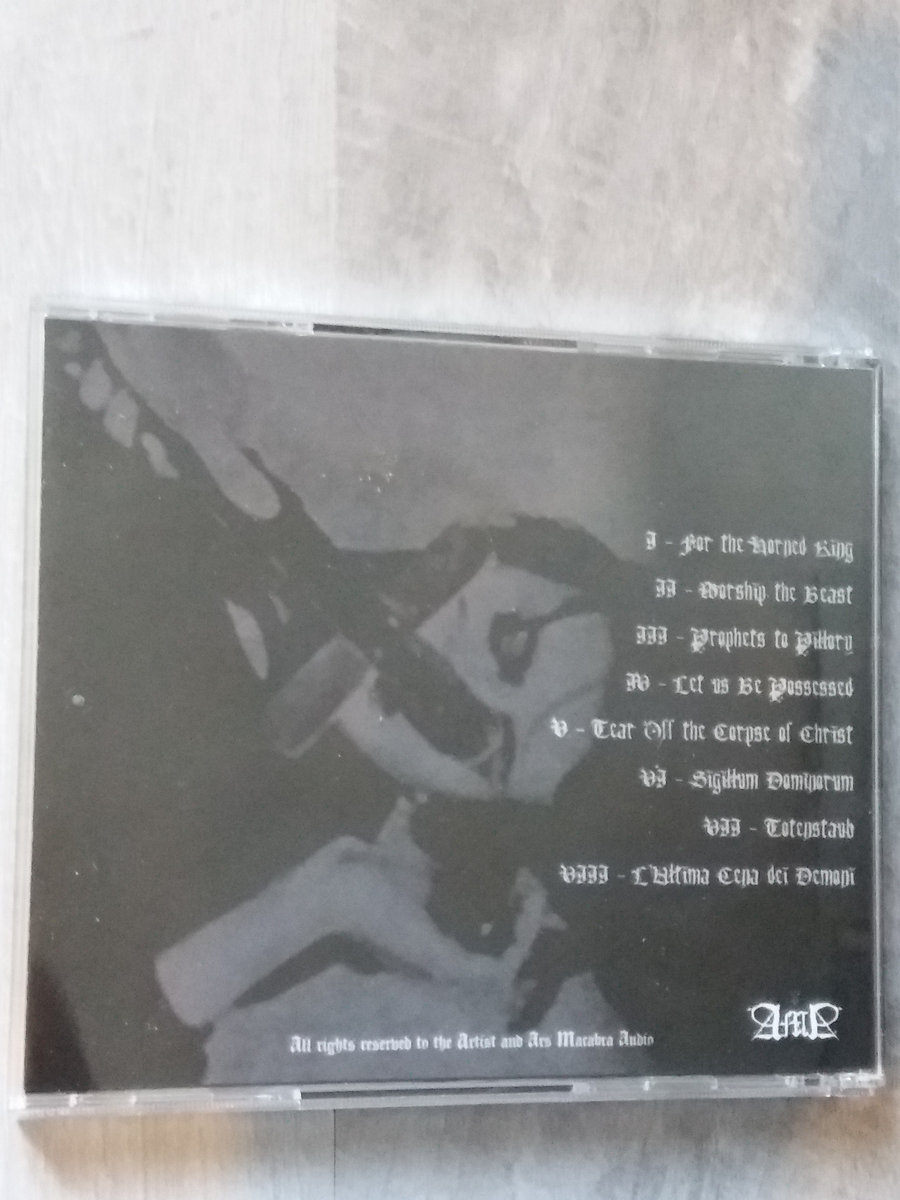 I - For the Horned King
II - Worship the Beast
III - Prophets to Pillory
IV - Let us Be Possessed
V - Tear Off the Corpse of Christ
VI - Sigillum Dominorum
VII - Totenstaub
VIII - L'Ultima Cena dei Demoni
AMA
All rights reserved to the Artist and Ars Macabra Audio